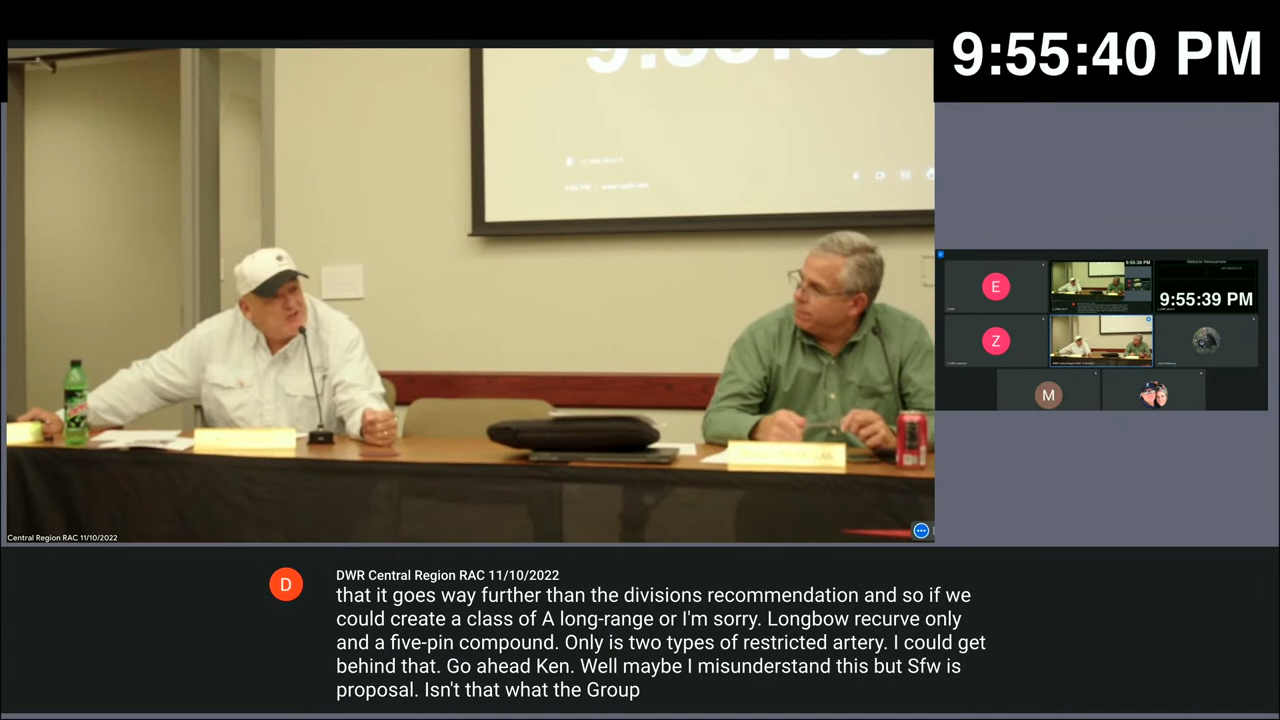 9:55:40 PM
9:55:39 PM
E
9:55:39 PM
Z
M
Central Region RAC 11/10/2022
D
DWR Central Region RAC 11/10/2022
that it goes way further than the divisions recommendation and so if we
could create a class of A long-range or I'm sorry. Longbow recurve only
and a five-pin compound. Only is two types of restricted artery. I could get
behind that. Go ahead Ken. Well maybe I misunderstand this but Sfw is
proposal. Isn't that what the Group